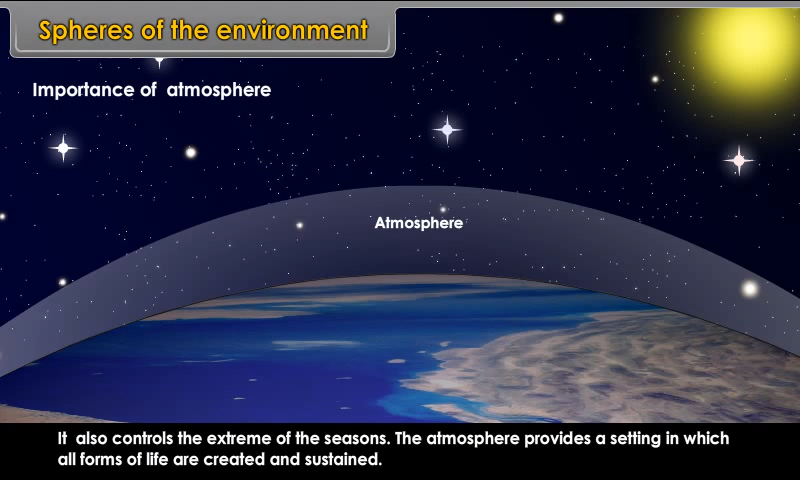 Spheres of the environment
Importance of  atmosphere
Atmosphere
It  also controls the extreme of the seasons. The atmosphere provides a setting in which
all forms of life are created and sustained.